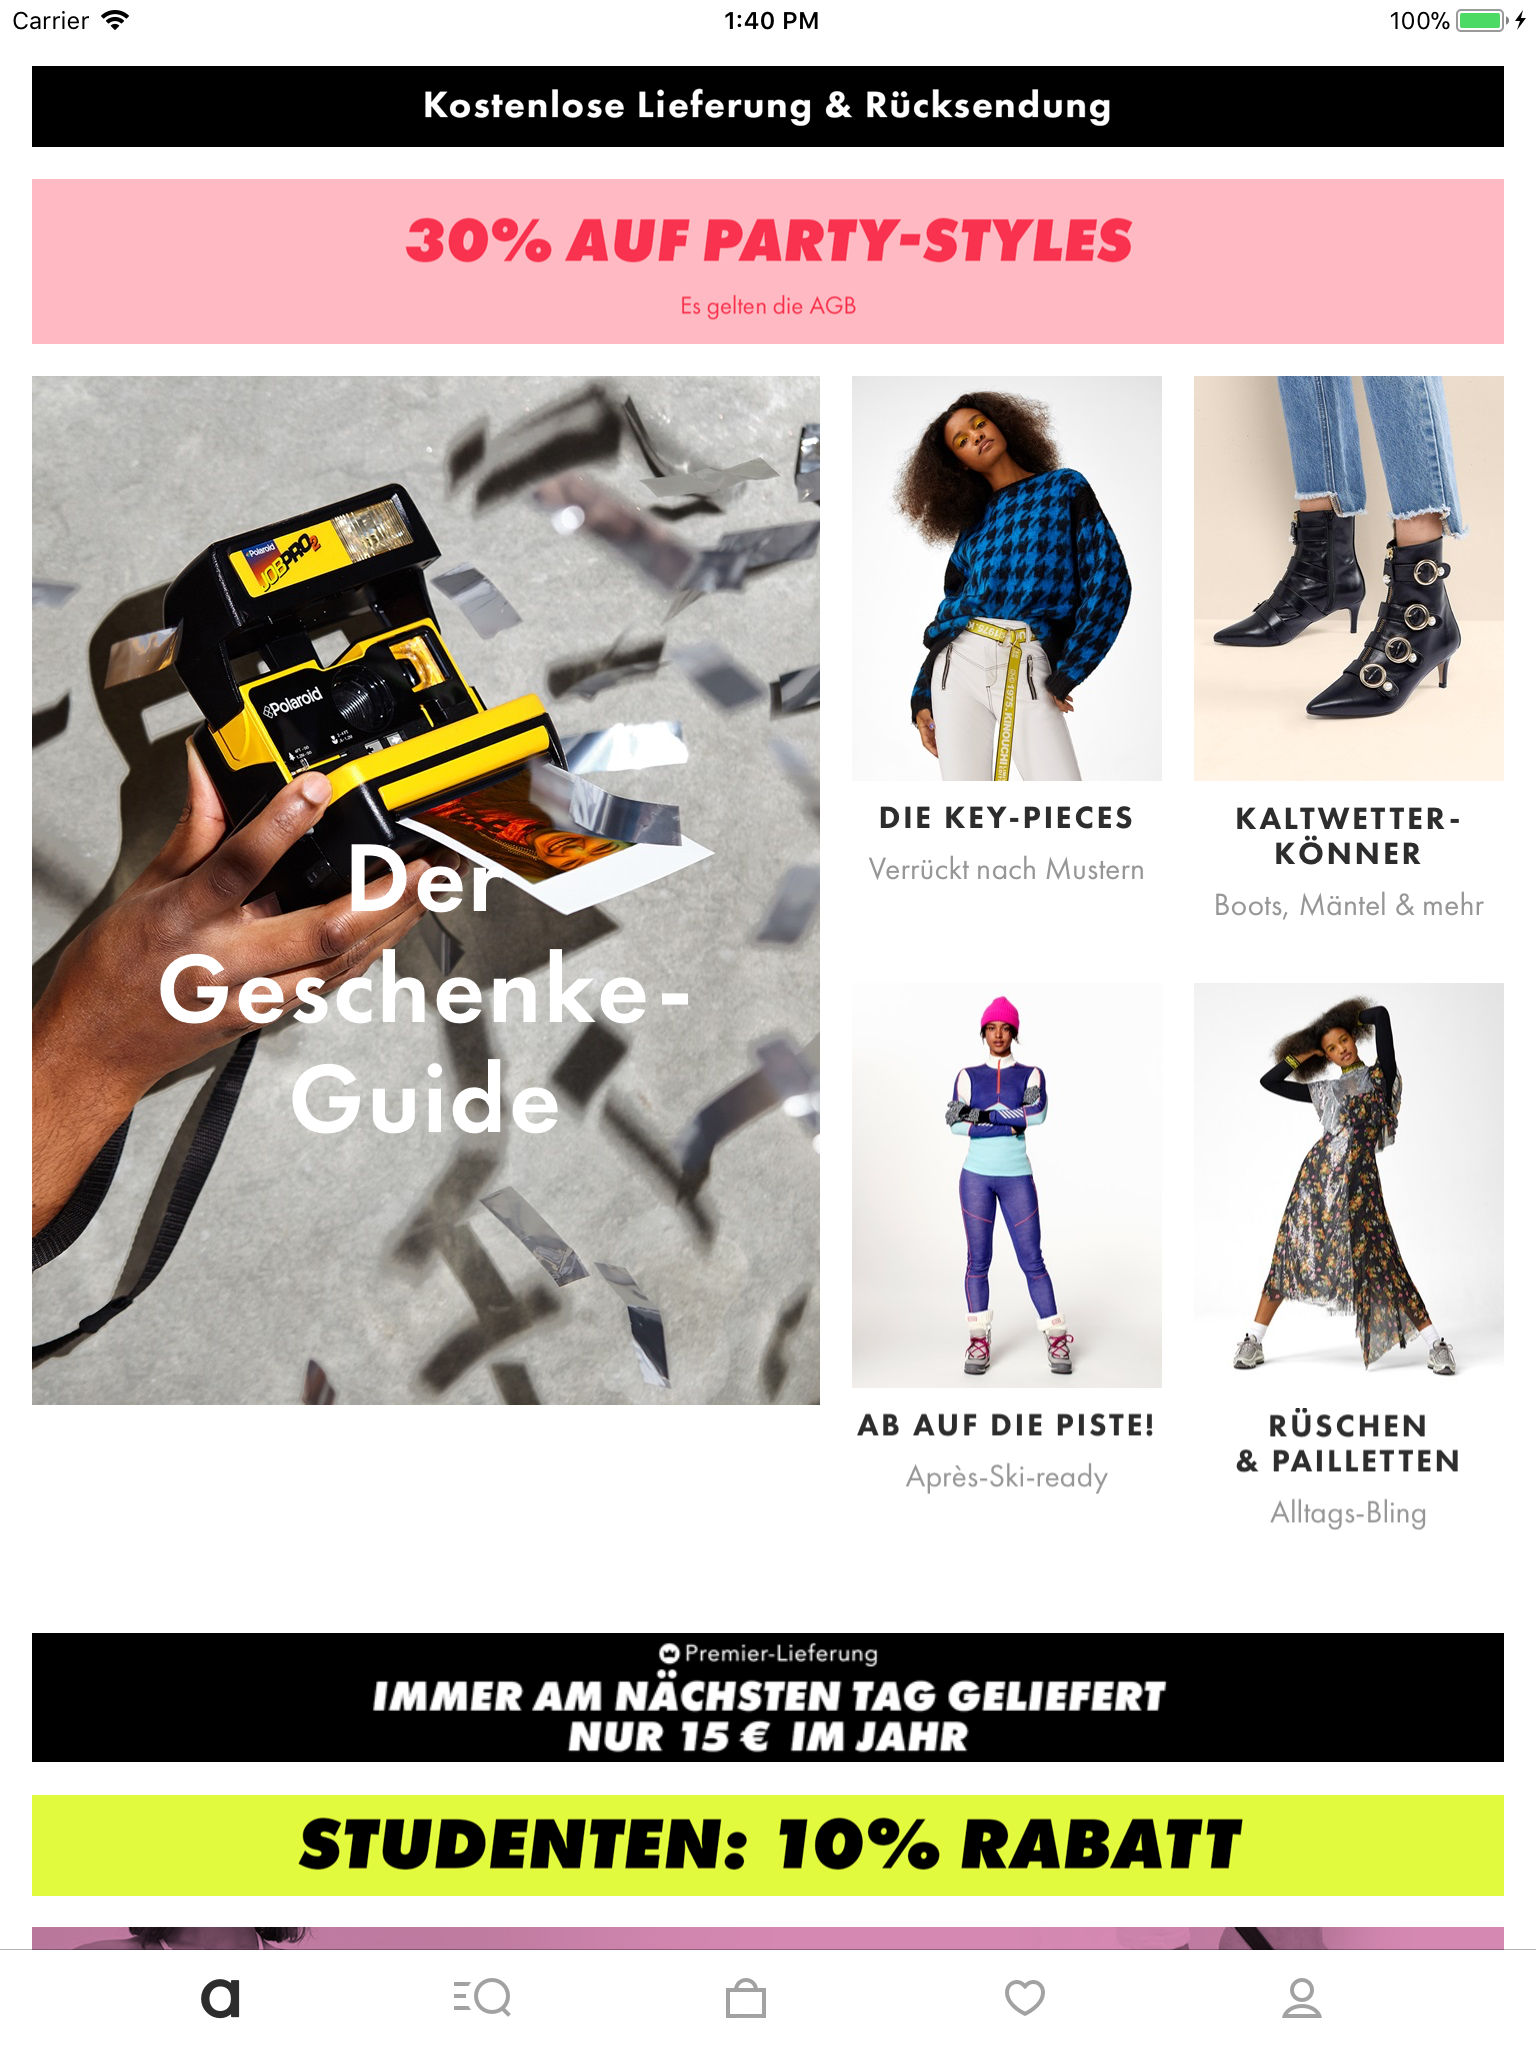 Carrier
1:40 PM
100%
Kostenlose Lieferung & Rücksendung
30% AUF PARTY-STYLES
Es gelten die AGB
Polaroid
JOBPRO2
Polaroid
Der
Geschenke-
Guide
DIE KEY-PIECES
Verrückt nach Mustern
KALTWETTER-
KÖNNER
Boots, Mäntel & mehr
AB AUF DIE PISTE!
Après-Ski-ready
RÜSCHEN
& PAILLETTEN
Alltags-Bling
Premier-Lieferung
IMMER AM NÄCHSTEN TAG GELIEFERT
NUR 15 € IM JAHR
STUDENTEN: 10% RABATT
a